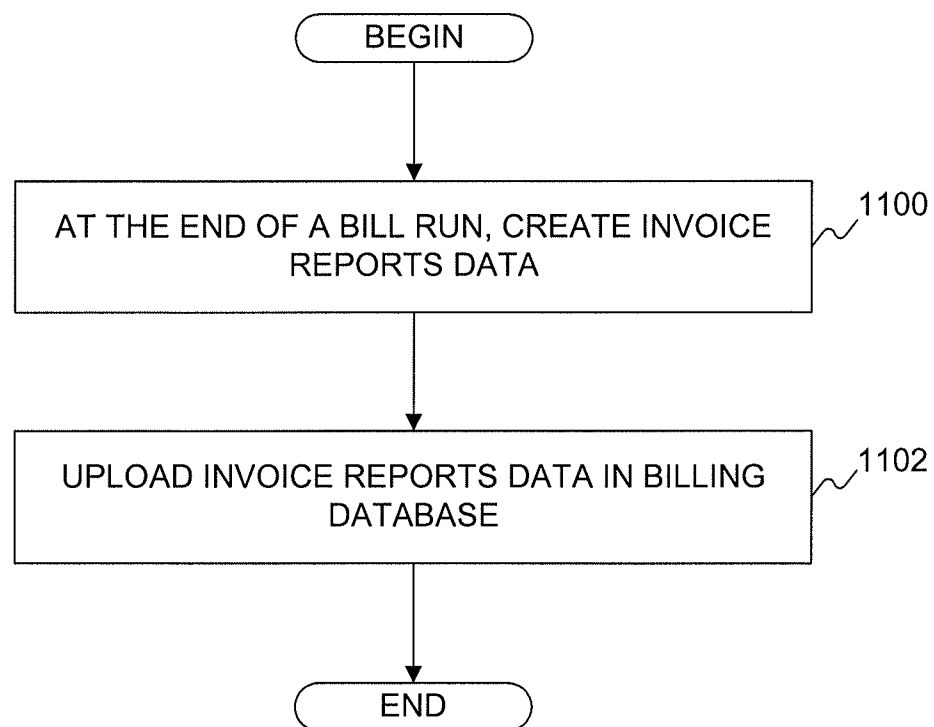 BEGIN
AT THE END OF A BILL RUN, CREATE INVOICE
REPORTS DATA
1100
UPLOAD INVOICE REPORTS DATA IN BILLING
DATABASE
1102
END